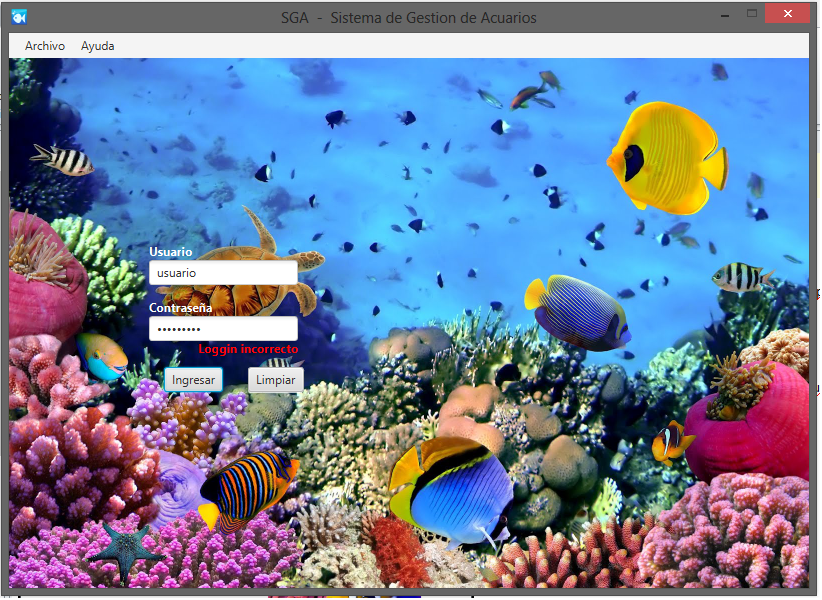 SGA - Sistema de Gestion de Acuarios
Archivo Ayuda
Usuario
usuario
Contraseña
•••••••••
Loggin incorrecto
Ingresar Limpiar